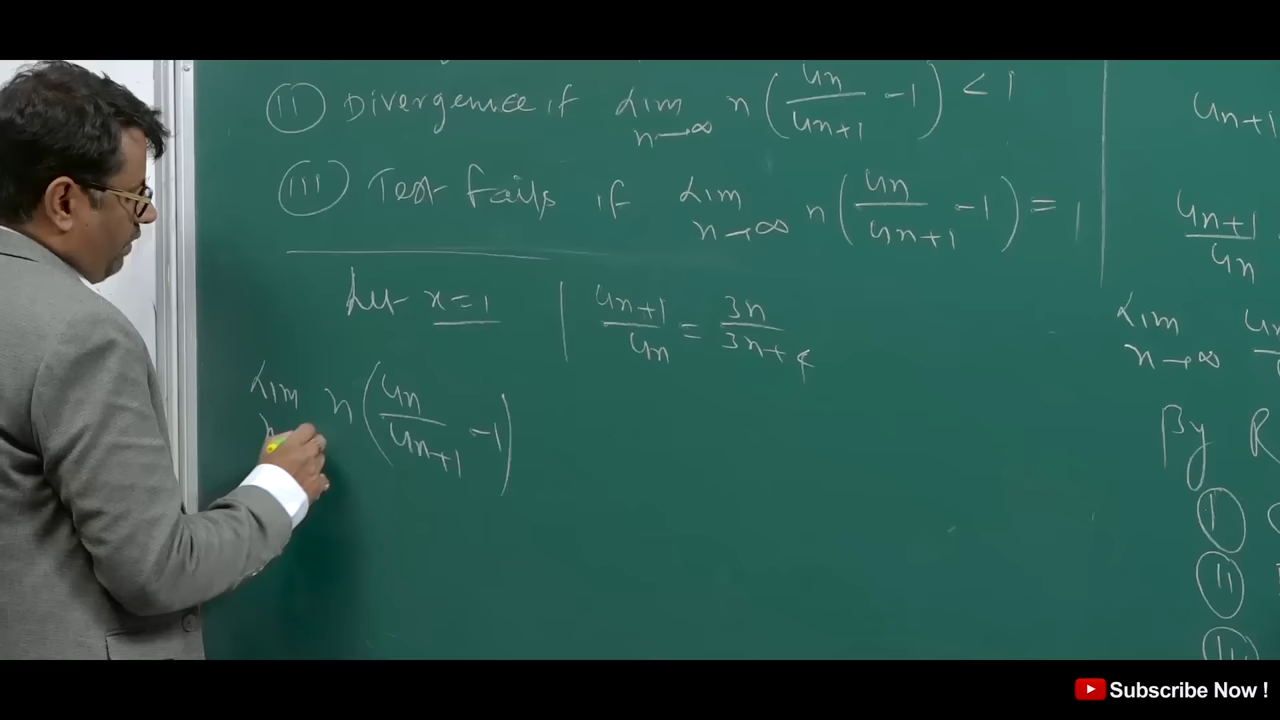 (II) Divergence if Lim n→∞ n(un/un+1 -1) < 1
(III) Test fails if Lim n→∞ n(un/un+1 -1) = 1
Let x=1 | un+1/un = 3n/3n+4
Lim n n(un/un+1 -1)
un+1
un+1/un
Lim n→∞
By R
(I)
(II)
(III)
Subscribe Now !